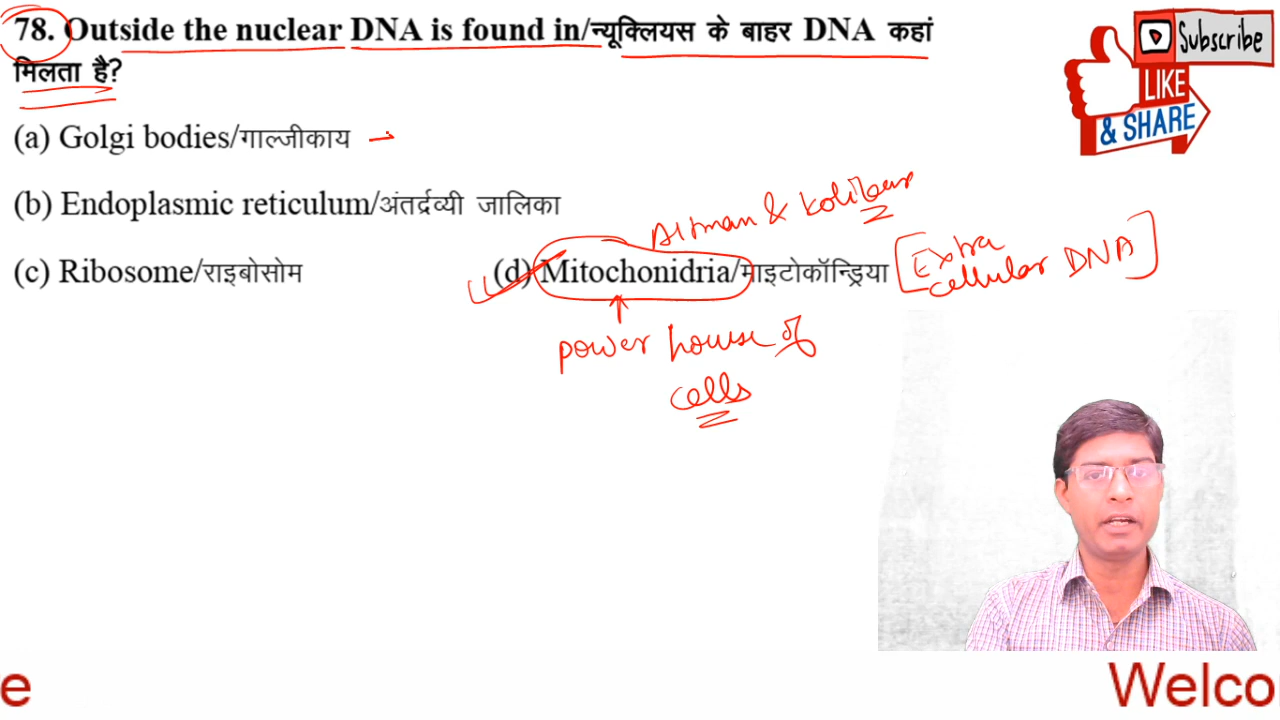 78. Outside the nuclear DNA is found in/न्यूक्लियस के बाहर DNA कहां
मिलता है?
(a) Golgi bodies/गाल्जीकाय
(b) Endoplasmic reticulum/अंतर्द्रव्यी जालिका
(c) Ribosome/राइबोसोम
(d) Mitochonidria/माइटोकॉन्ड्रिया
Altman &
[Extra
cellular DNA]
power house of
cells
Subscribe
LIKE
& SHARE
e
Welco